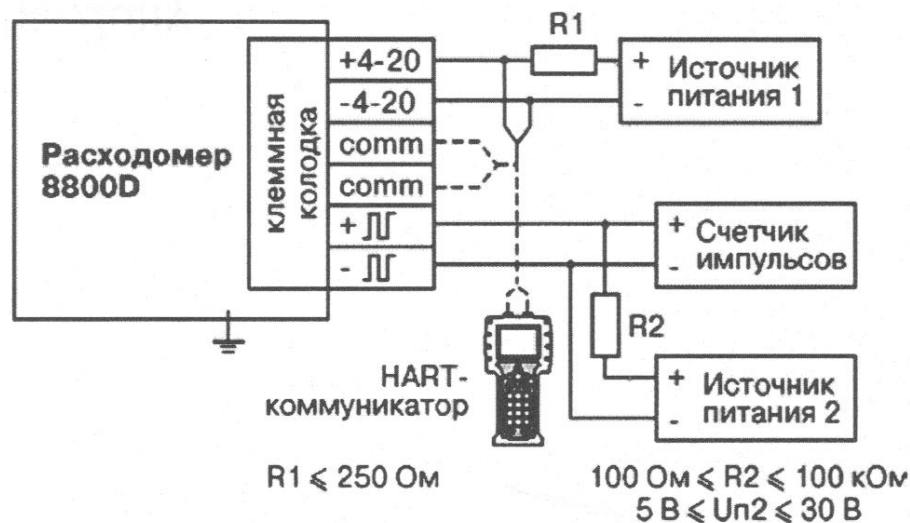 Расходомер
8800D
клеммная
колодка
+4-20
-4-20
comm
comm
+
-
R1
+ Источник
- питания 1
+ Счетчик
- импульсов
R2
+ Источник
- питания 2
HART-
коммуникатор
R1 ⩽ 250 Ом
100 Ом ⩽ R2 ⩽ 100 кОм
5 В ⩽ Uп2 ⩽ 30 В